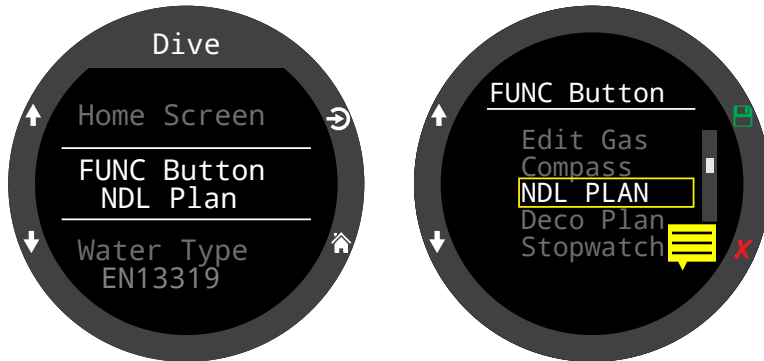 Dive
Home Screen
FUNC Button
NDL Plan
Water Type
EN13319
FUNC Button
Edit Gas
Compass
NDL PLAN
Deco Plan
Stopwatch